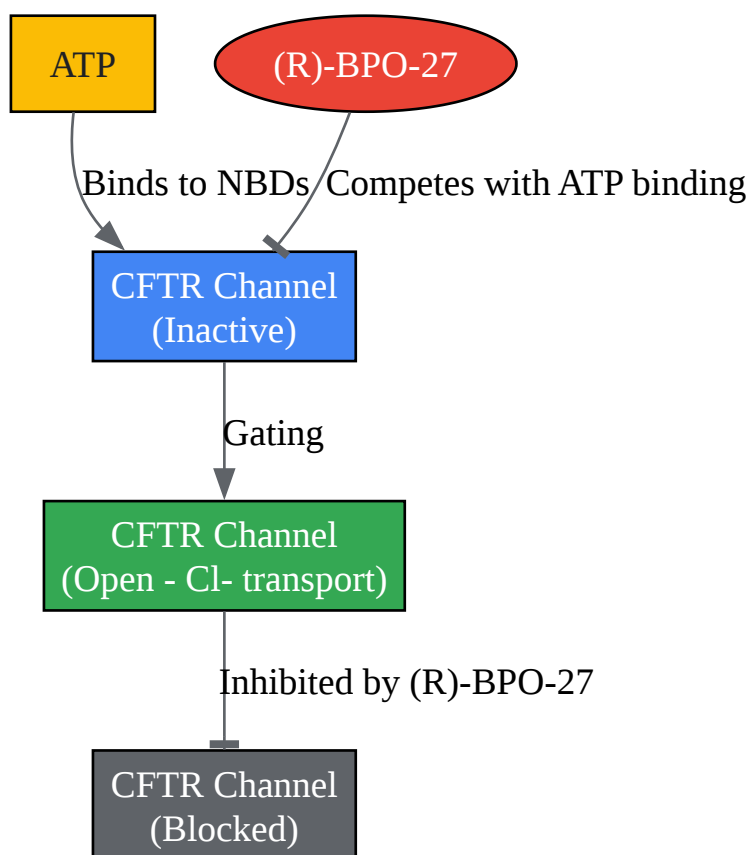 ATP
(R)-BPO-27
Binds to NBDs
Competes with ATP binding
CFTR Channel
(Inactive)
Gating
CFTR Channel
(Open - Cl- transport)
Inhibited by (R)-BPO-27
CFTR Channel
(Blocked)